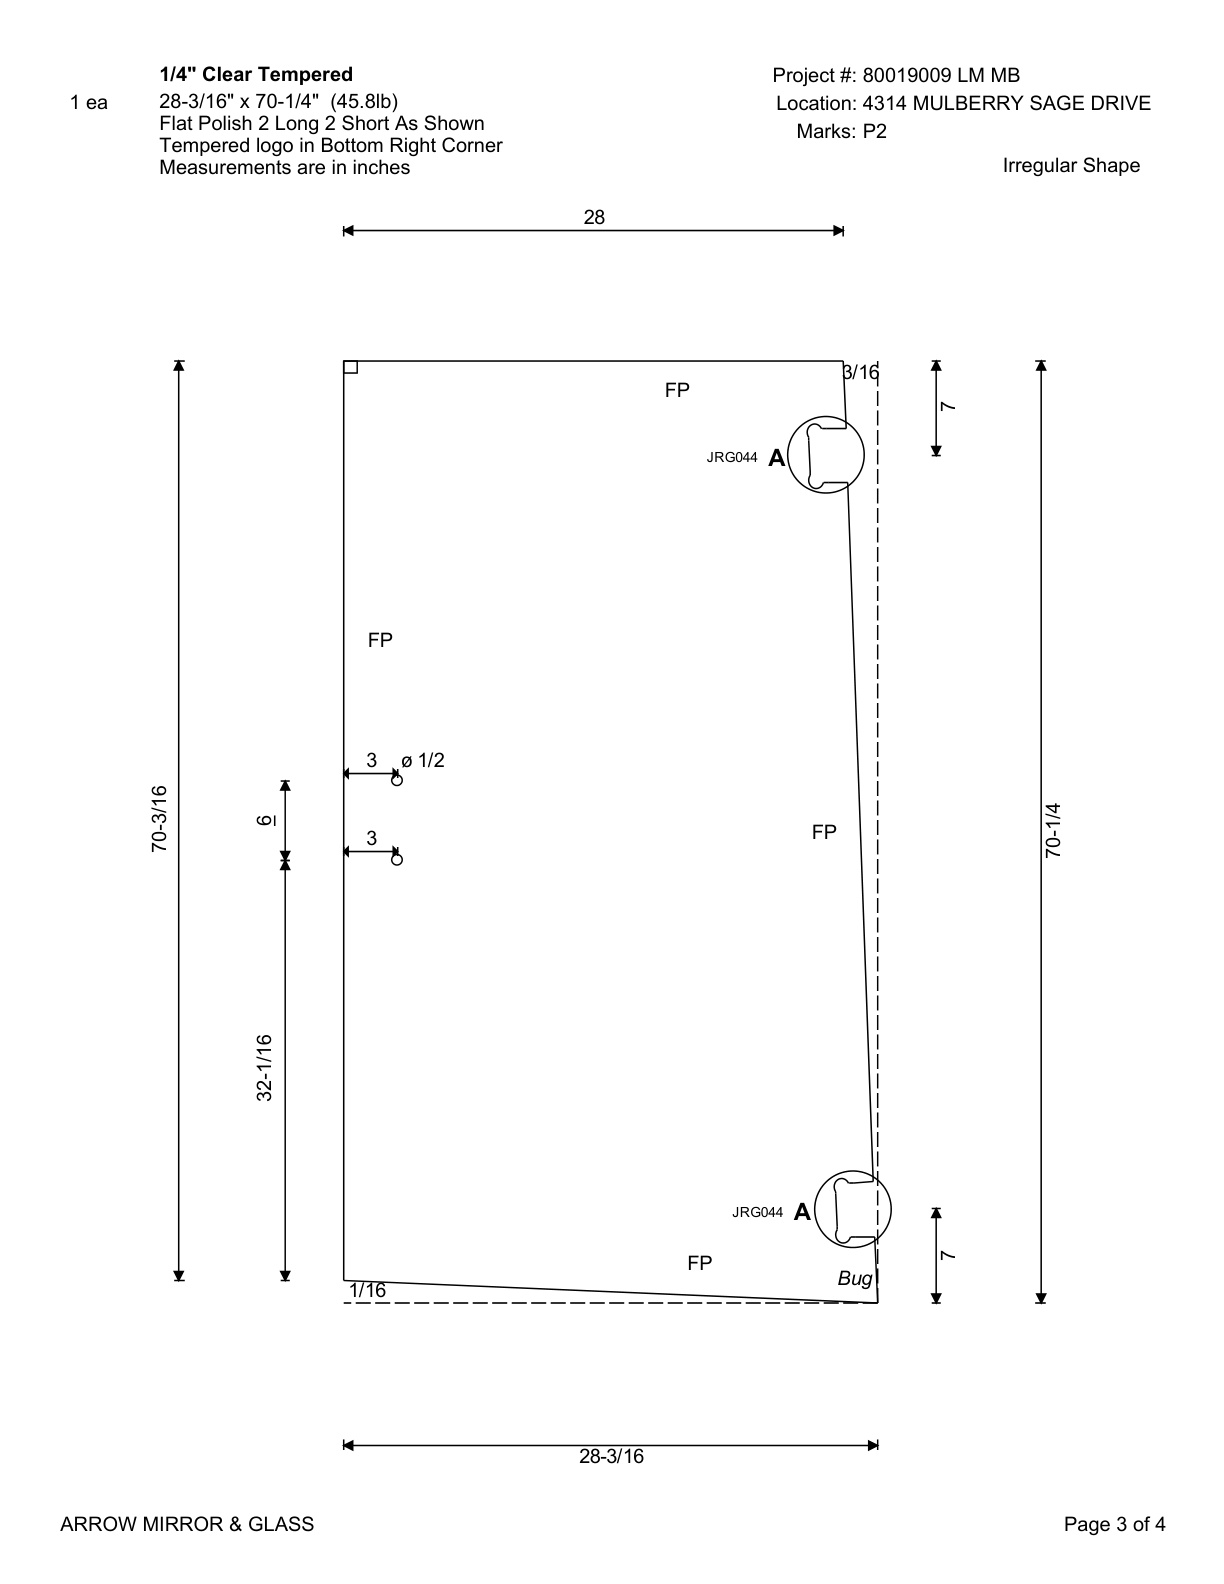 1/4" Clear Tempered
Project #: 80019009 LM MB
1 ea
28-3/16" x 70-1/4" (45.8lb)
Location: 4314 MULBERRY SAGE DRIVE
Flat Polish 2 Long 2 Short As Shown
Marks: P2
Tempered logo in Bottom Right Corner
Measurements are in inches
Irregular Shape
28
3/16
FP
7
JRG044 A
FP
3
ø 1/2
6
70-3/16
3
FP
70-1/4
32-1/16
JRG044 A
7
FP
Bug
1/16
28-3/16
ARROW MIRROR & GLASS
Page 3 of 4